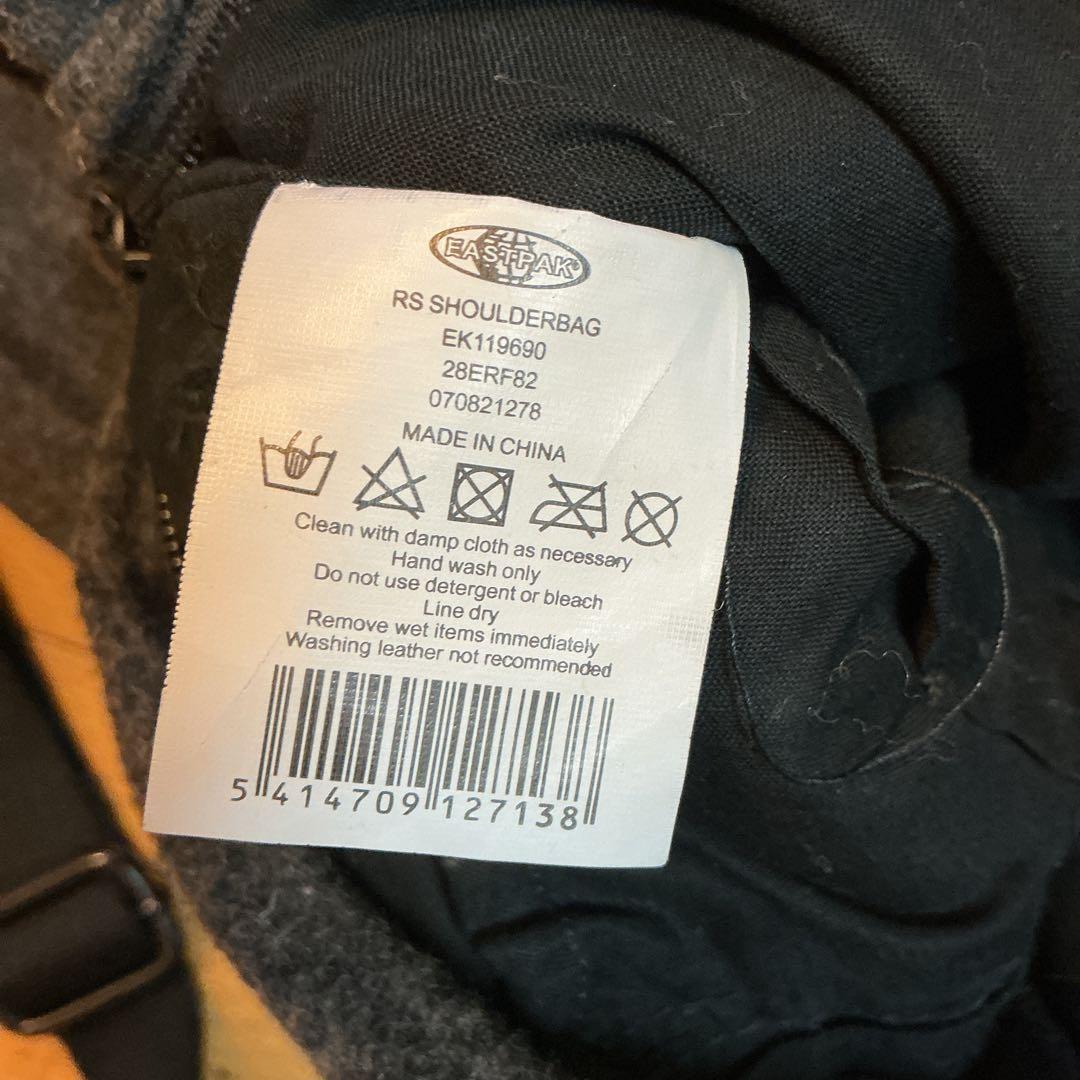 EASTPAK®
RS SHOULDERBAG
EK119690
28ERF82
070821278
MADE IN CHINA
Clean with damp cloth as necessary
Hand wash only
Do not use detergent or bleach
Line dry
Remove wet items immediately
Washing leather not recommended
5 414709 127138